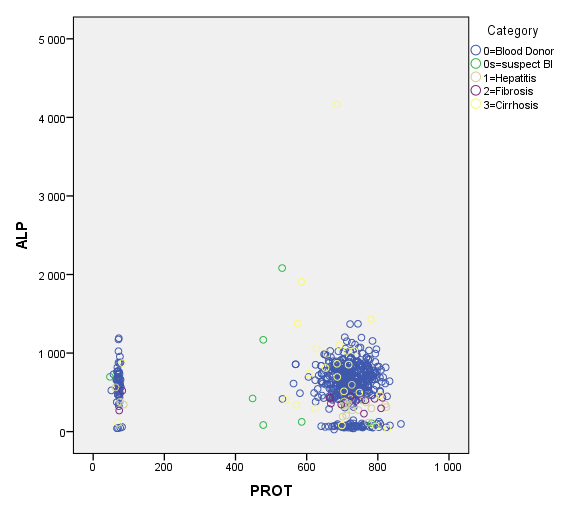 Category
0=Blood Donor
0s=suspect Bl
1=Hepatitis
2=Fibrosis
3=Cirrhosis
5 000
4 000
3 000
2 000
1 000
0
ALP
0 200 400 600 800 1 000
PROT